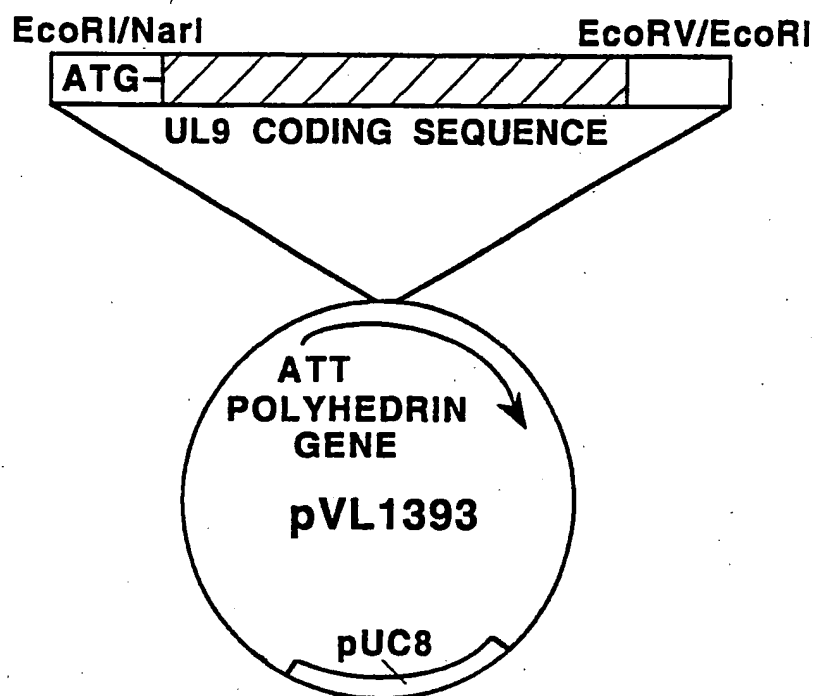 EcoRI/NarI
EcoRV/EcoRI
ATG
UL9 CODING SEQUENCE
ATT
POLYHEDRIN
GENE
pVL1393
pUC8